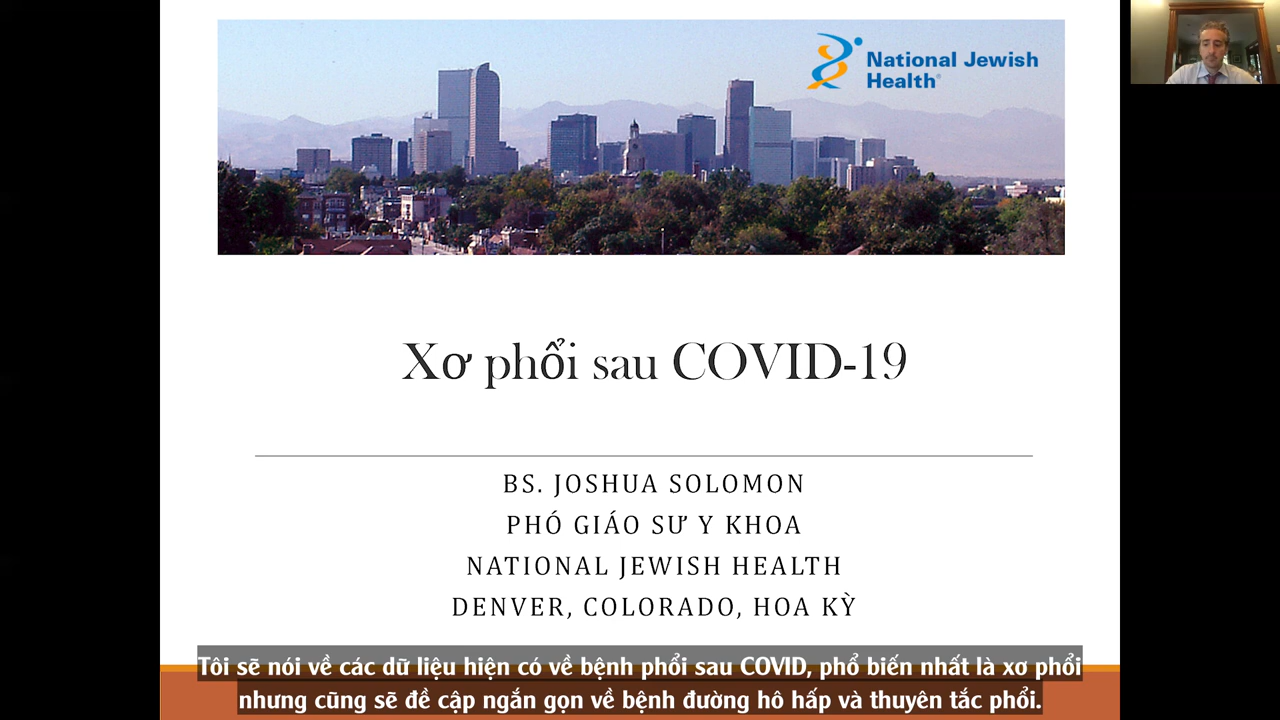 National Jewish
Health®
Xơ phổi sau COVID-19
BS. JOSHUA SOLOMON
PHÓ GIÁO SƯ Y KHOA
NATIONAL JEWISH HEALTH
DENVER, COLORADO, HOA KỲ
Tôi sẽ nói về các dữ liệu hiện có về bệnh phổi sau COVID, phổ biến nhất là xơ phổi
nhưng cũng sẽ đề cập ngắn gọn về bệnh đường hô hấp và thuyên tắc phổi.